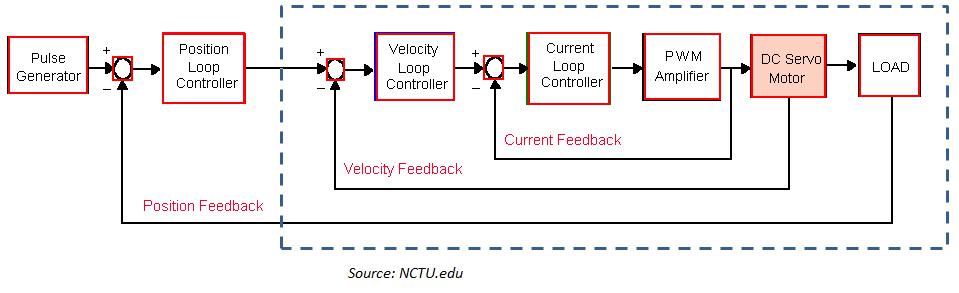 Pulse
Generator
+
−
Position
Loop
Controller
+
−
Velocity
Loop
Controller
+
−
Current
Loop
Controller
PWM
Amplifier
DC Servo
Motor
LOAD
Current Feedback
Velocity Feedback
Position Feedback
Source: NCTU.edu